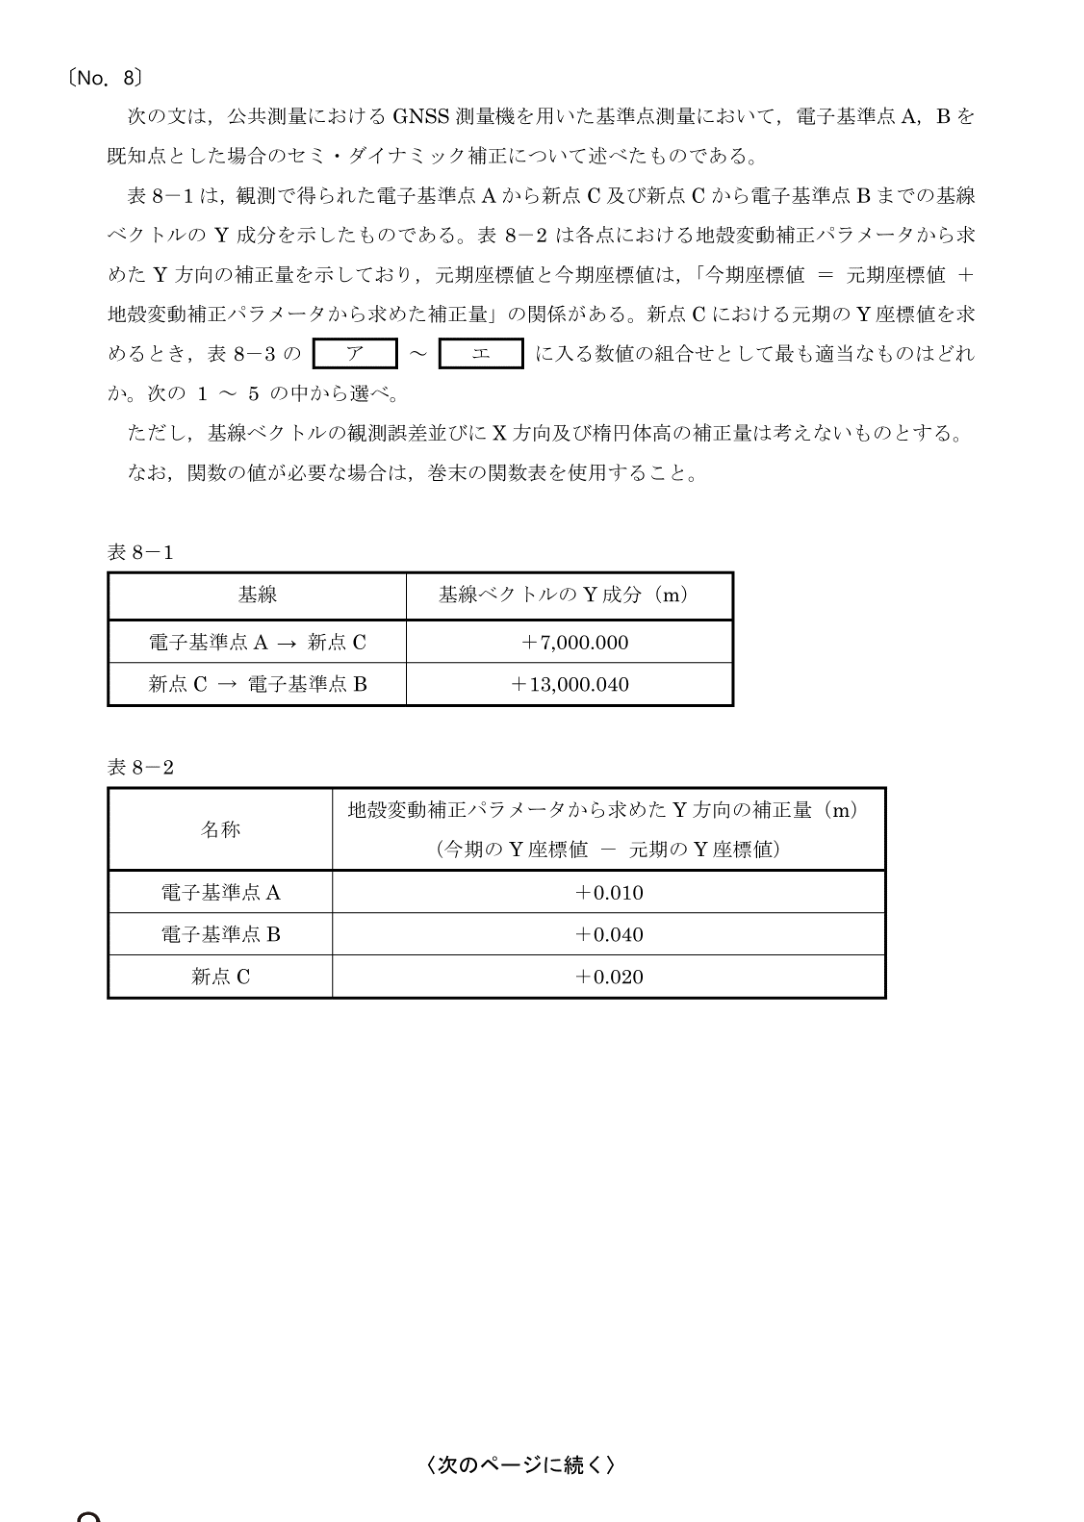 〔No. 8〕
次の文は，公共測量における GNSS 測量機を用いた基準点測量において，電子基準点 A，B を
既知点とした場合のセミ・ダイナミック補正について述べたものである。
表 8－1 は，観測で得られた電子基準点 A から新点 C 及び新点 C から電子基準点 B までの基線
ベクトルの Y 成分を示したものである。表 8－2 は各点における地殻変動補正パラメータから求
めた Y 方向の補正量を示しており，元期座標値と今期座標値は，「今期座標値 ＝ 元期座標値 ＋
地殻変動補正パラメータから求めた補正量」の関係がある。新点 C における元期の Y 座標値を求
めるとき，表 8－3 の ア ～ エ に入る数値の組合せとして最も適当なものはどれ
か。次の 1 ～ 5 の中から選べ。
ただし，基線ベクトルの観測誤差並びに X 方向及び楕円体高の補正量は考えないものとする。
なお，関数の値が必要な場合は，巻末の関数表を使用すること。
表 8－1
基線 基線ベクトルの Y 成分（m）
電子基準点 A → 新点 C ＋7,000.000
新点 C → 電子基準点 B ＋13,000.040
表 8－2
名称 地殻変動補正パラメータから求めた Y 方向の補正量（m）
（今期の Y 座標値 － 元期の Y 座標値）
電子基準点 A ＋0.010
電子基準点 B ＋0.040
新点 C ＋0.020
〈次のページに続く〉